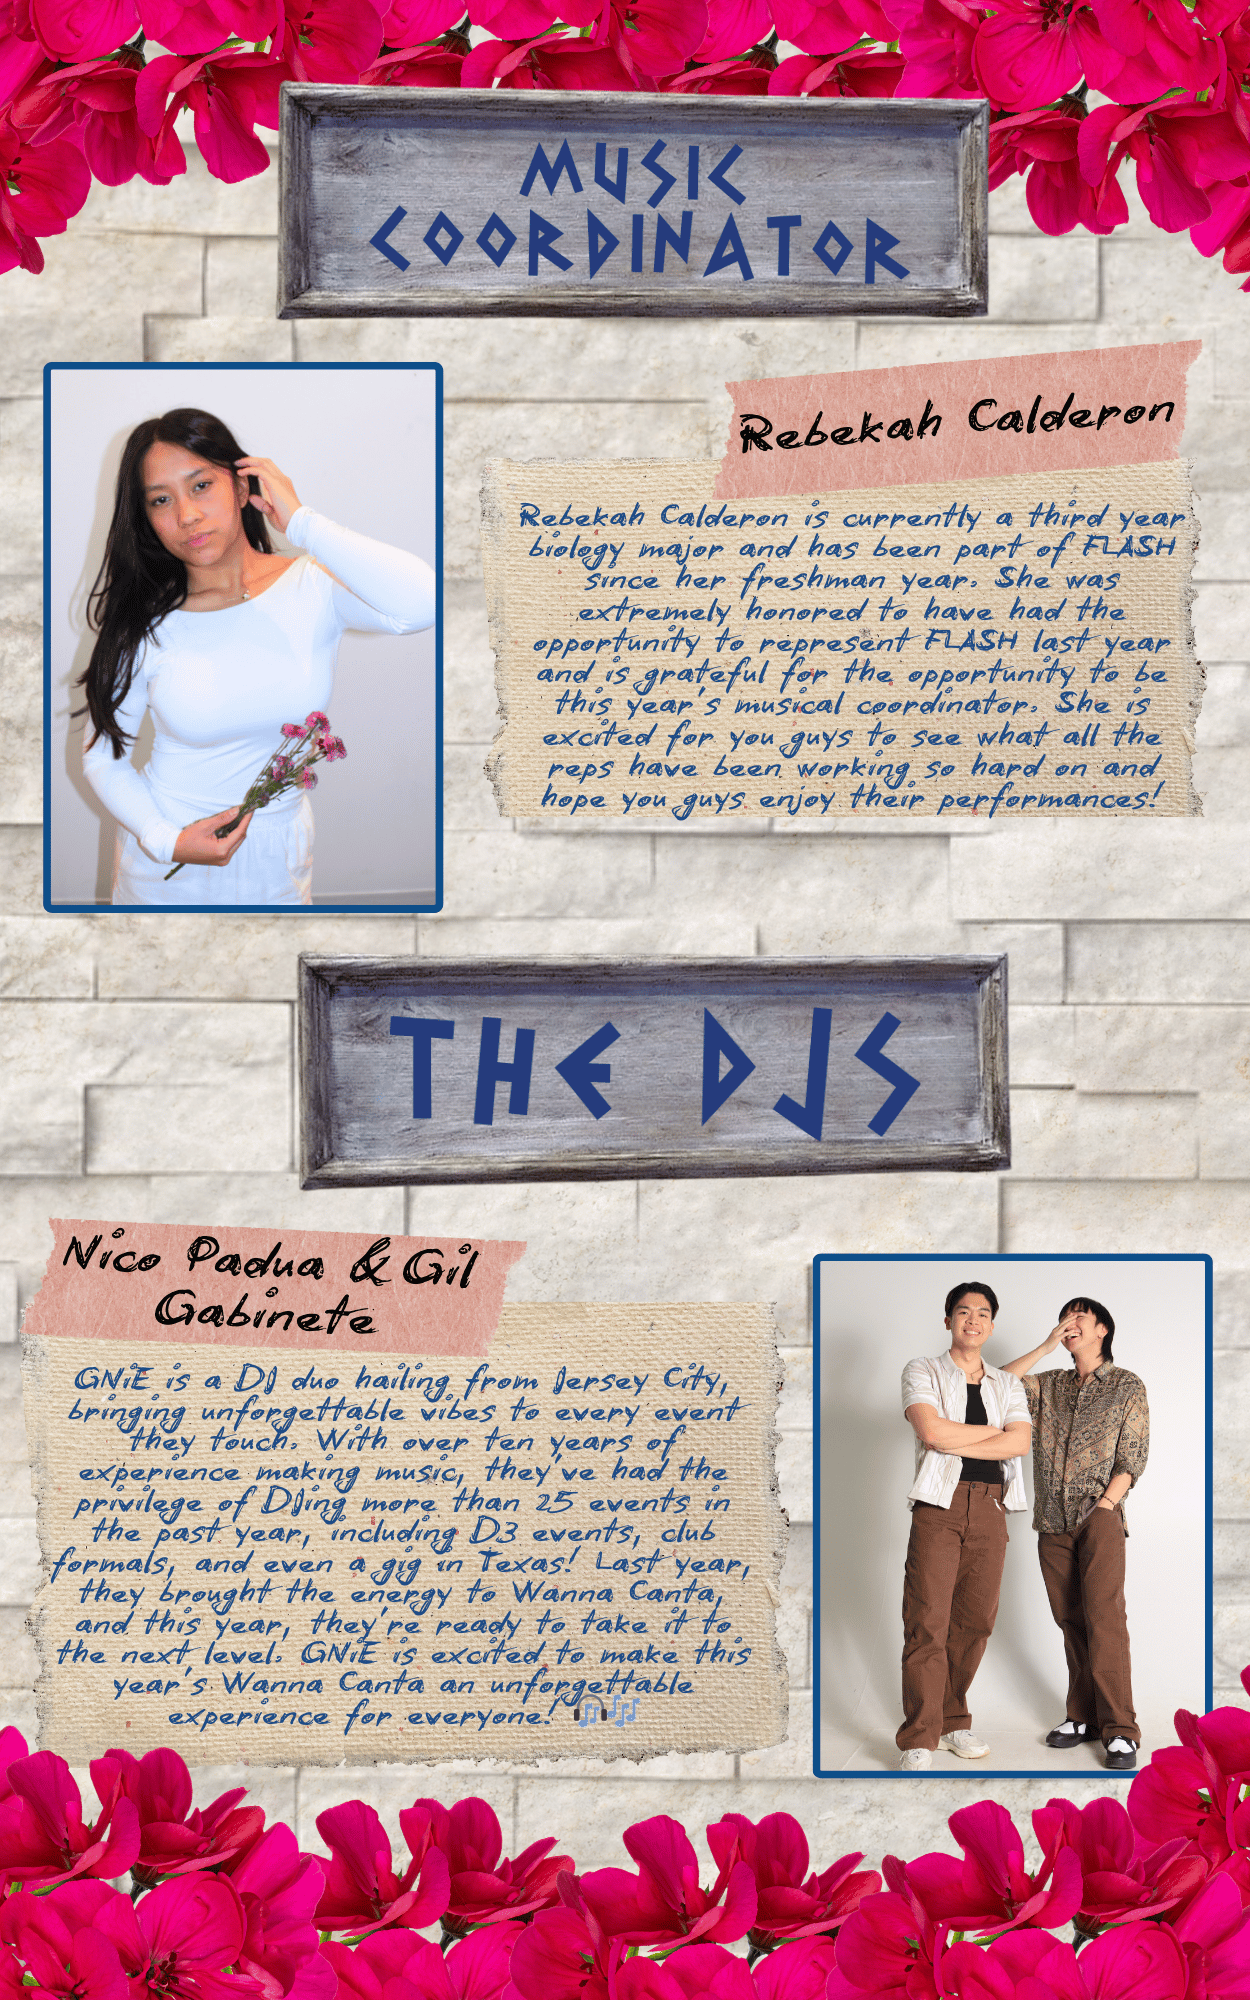 MUSIC
COORDINATOR
Rebekah Calderon
Rebekah Calderon is currently a third year
biology major and has been part of FLASH
since her freshman year. She was
extremely honored to have had the
opportunity to represent FLASH last year
and is grateful for the opportunity to be
this year's musical coordinator. She is
excited for you guys to see what all the
reps have been working so hard on and
hope you guys enjoy their performances!
THE DJS
Nico Padua & Gil
Gabinete
GNiE is a DJ duo hailing from Jersey City,
bringing unforgettable vibes to every event
they touch. With over ten years of
experience making music, they've had the
privilege of DJing more than 25 events in
the past year, including D3 events, club
formals, and even a gig in Texas! Last year,
they brought the energy to Wanna Canta,
and this year, they're ready to take it to
the next level. GNiE is excited to make this
year's Wanna Canta an unforgettable
experience for everyone! 🎧🎶